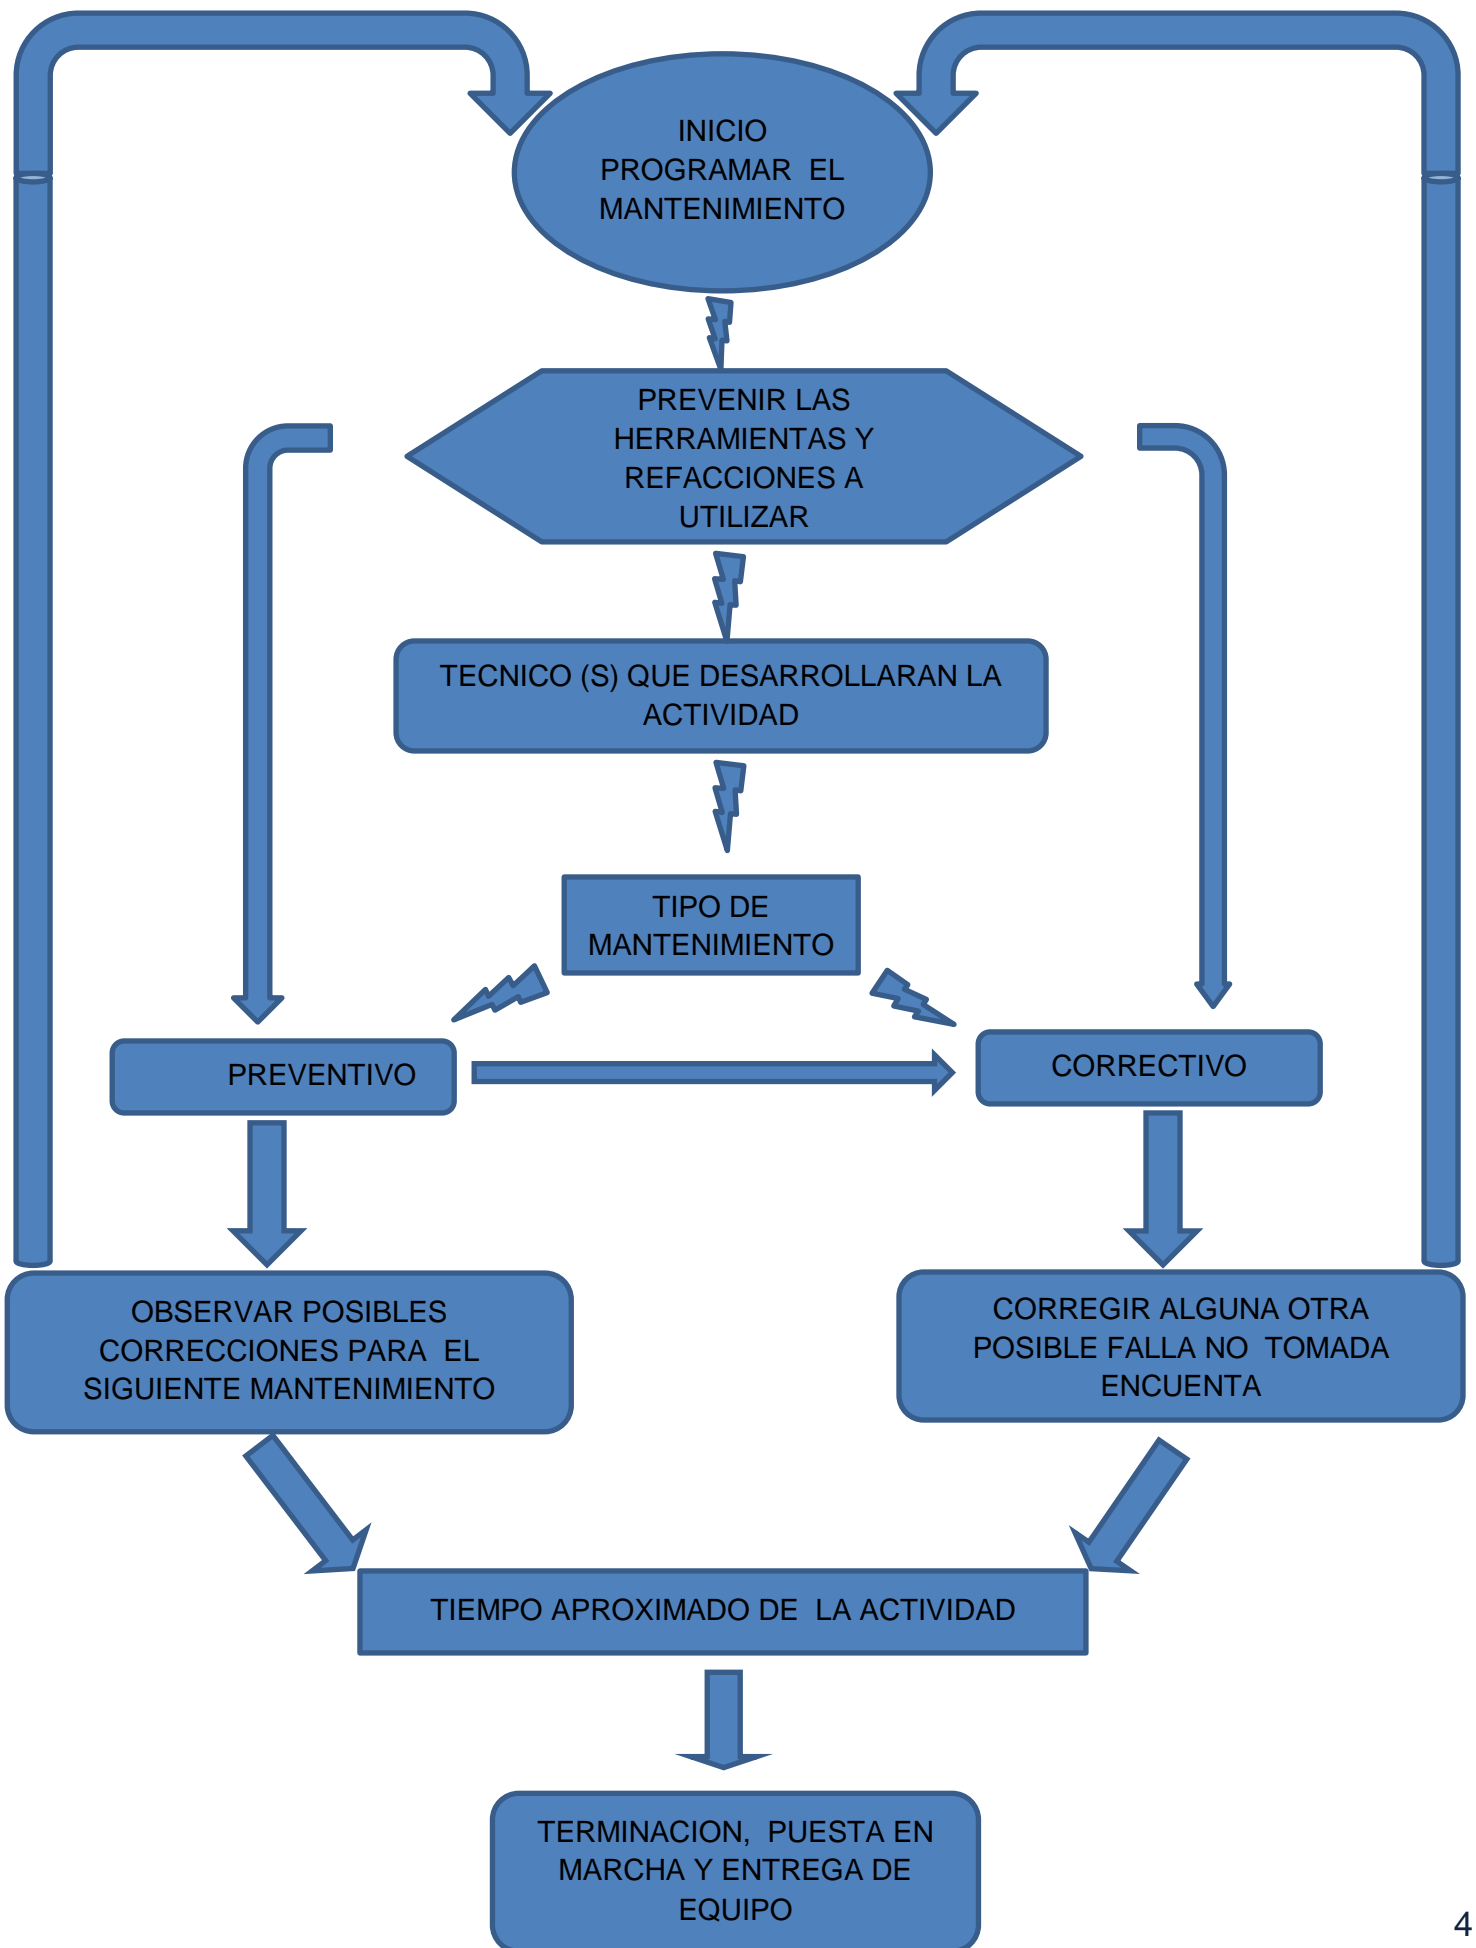 INICIO
PROGRAMAR EL
MANTENIMIENTO
PREVENIR LAS
HERRAMIENTAS Y
REFACCIONES A
UTILIZAR
TECNICO (S) QUE DESARROLLARAN LA
ACTIVIDAD
TIPO DE
MANTENIMIENTO
PREVENTIVO
CORRECTIVO
OBSERVAR POSIBLES
CORRECCIONES PARA EL
SIGUIENTE MANTENIMIENTO
CORREGIR ALGUNA OTRA
POSIBLE FALLA NO TOMADA
ENCUENTA
TIEMPO APROXIMADO DE LA ACTIVIDAD
TERMINACION, PUESTA EN
MARCHA Y ENTREGA DE
EQUIPO
4